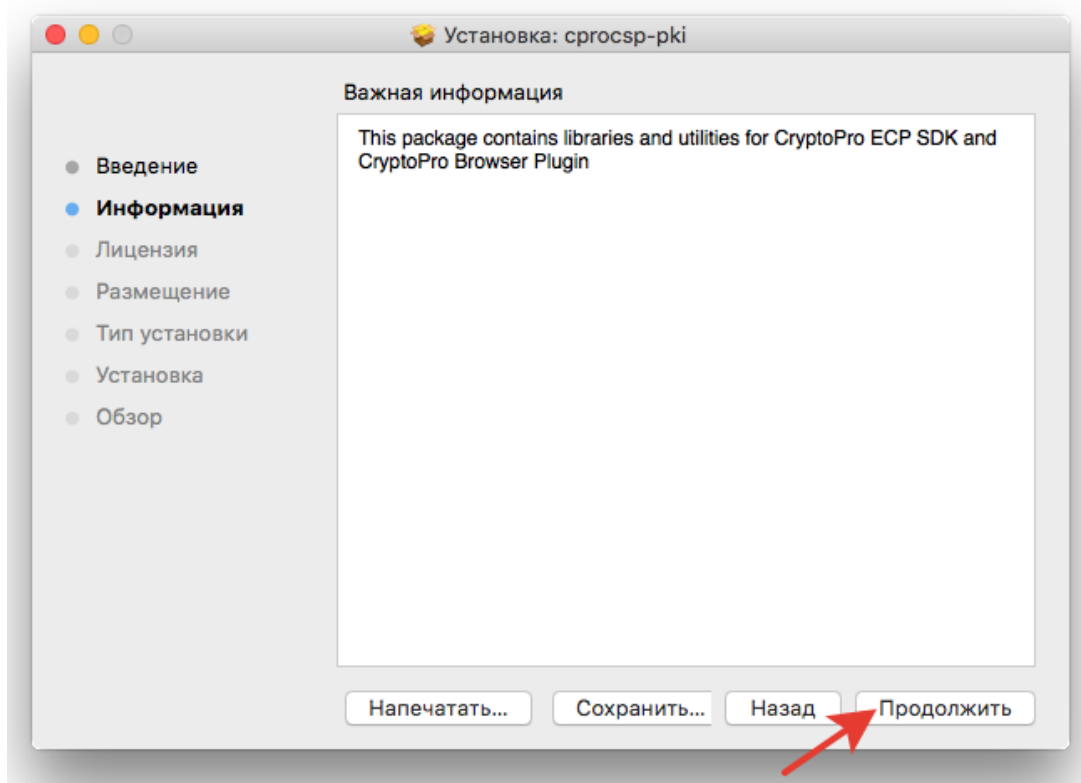 Установка: cprocsp-pki
Важная информация
This package contains libraries and utilities for CryptoPro ECP SDK and
CryptoPro Browser Plugin
Введение
Информация
Лицензия
Размещение
Тип установки
Установка
Обзор
Напечатать... Сохранить... Назад Продолжить